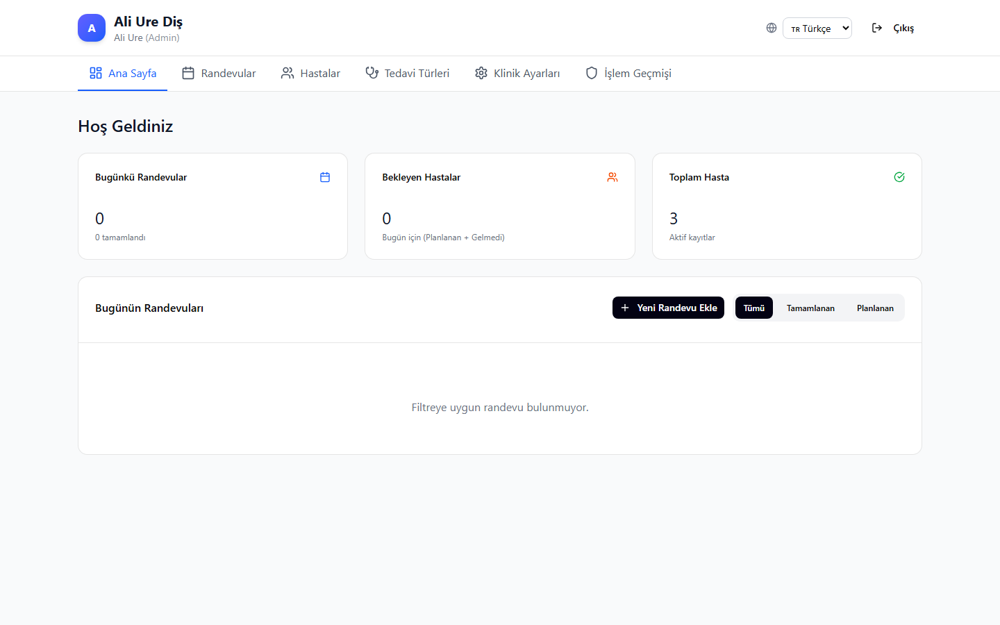 A
Ali Ure Diş
Ali Ure (Admin)
TR Türkçe
Çıkış
Ana Sayfa
Randevular
Hastalar
Tedavi Türleri
Klinik Ayarları
İşlem Geçmişi
Hoş Geldiniz
Bugünkü Randevular
0
0 tamamlandı
Bekleyen Hastalar
0
Bugün için (Planlanan + Gelmedi)
Toplam Hasta
3
Aktif kayıtlar
Bugünün Randevuları
Yeni Randevu Ekle
Tümü
Tamamlanan
Planlanan
Filtreye uygun randevu bulunmuyor.